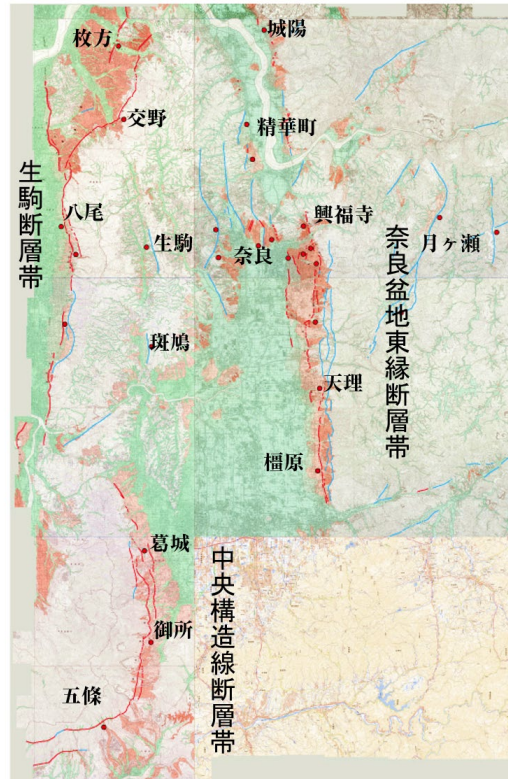 枚方
城陽
交野
精華町
生駒断層帯
八尾
生駒
奈良
興福寺
月ヶ瀬
奈良盆地東縁断層帯
斑鳩
天理
橿原
葛城
中央構造線断層帯
御所
五條